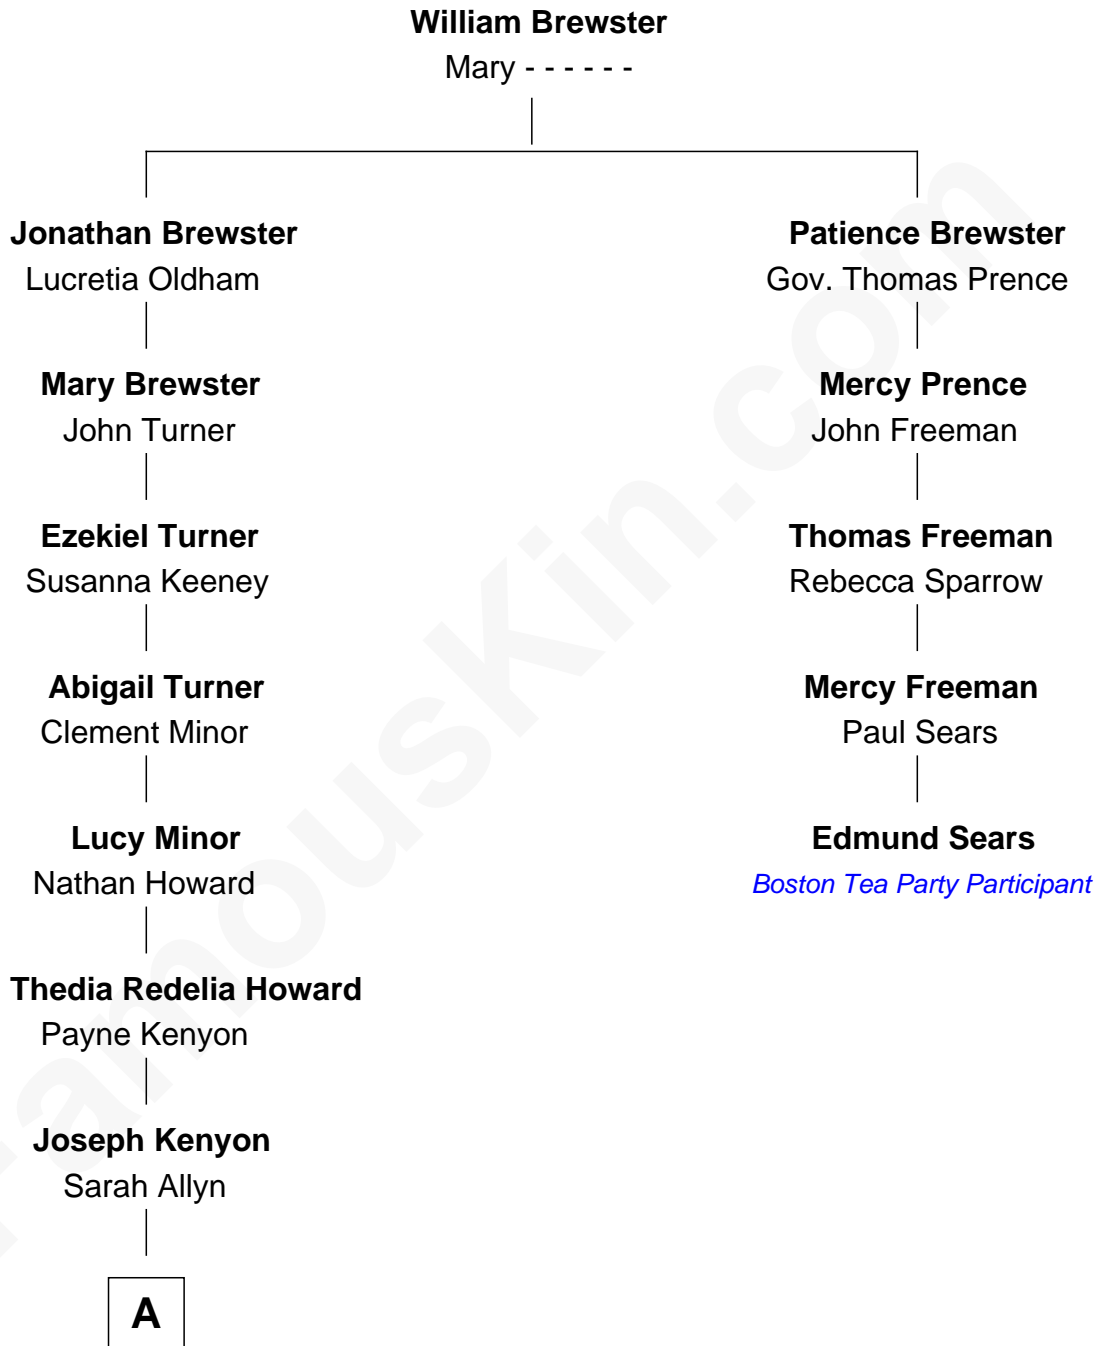 William Brewster
Mary - - - - - -
Jonathan Brewster
Lucretia Oldham
Patience Brewster
Gov. Thomas Prence
Mary Brewster
John Turner
Mercy Prence
John Freeman
Ezekiel Turner
Susanna Keeney
Thomas Freeman
Rebecca Sparrow
Abigail Turner
Clement Minor
Mercy Freeman
Paul Sears
Lucy Minor
Nathan Howard
Edmund Sears
Boston Tea Party Participant
Thedia Redelia Howard
Payne Kenyon
Joseph Kenyon
Sarah Allyn
A
FamousKin.com